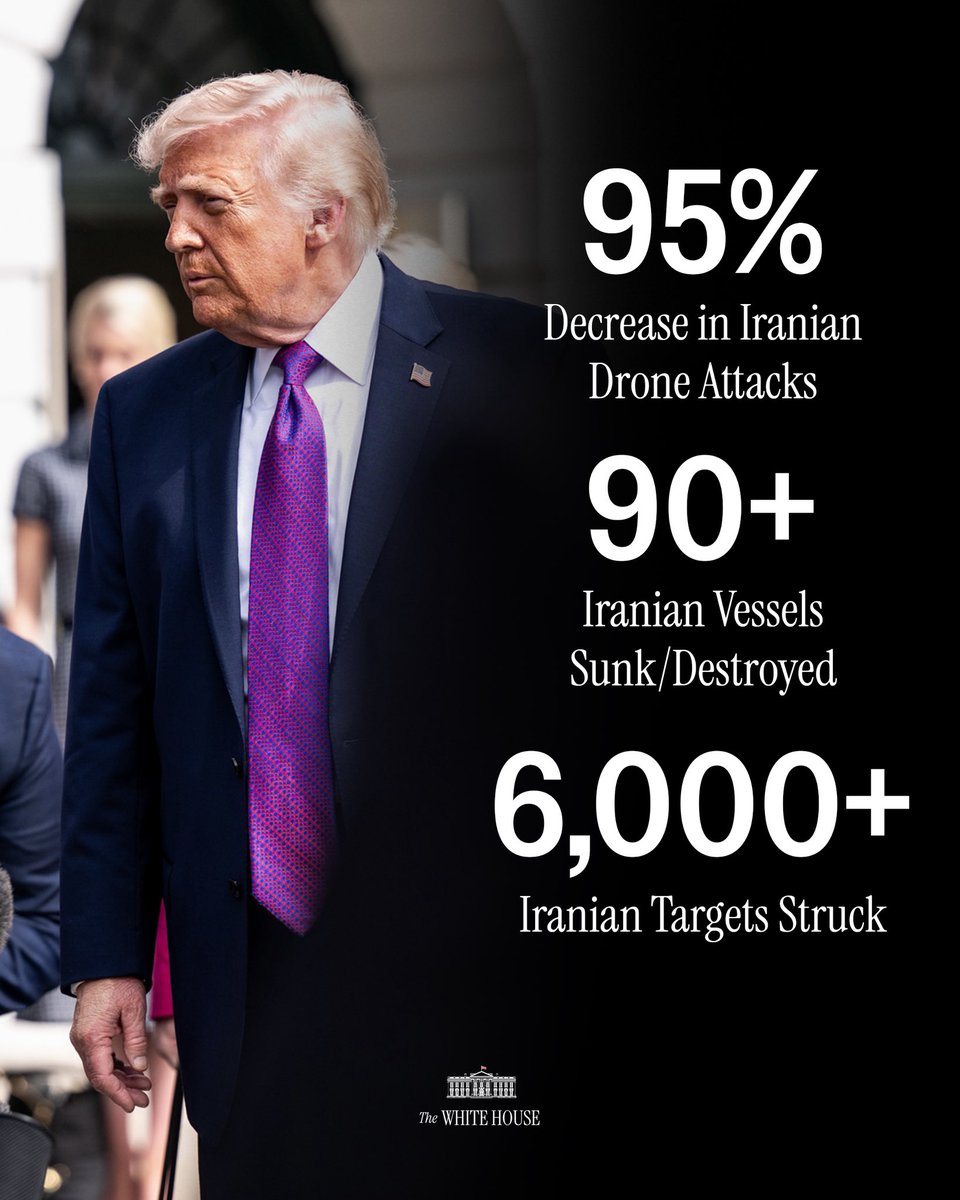 95%
Decrease in Iranian
Drone Attacks
90+
Iranian Vessels
Sunk/Destroyed
6,000+
Iranian Targets Struck
The WHITE HOUSE